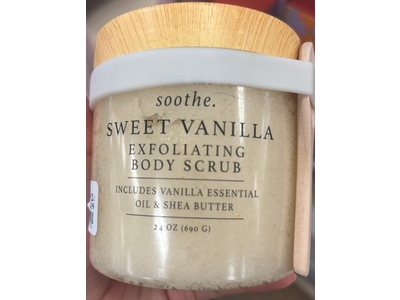 soothe.
SWEET VANILLA
EXFOLIATING
BODY SCRUB
INCLUDES VANILLA ESSENTIAL
OIL & SHEA BUTTER
24 OZ (690 G)